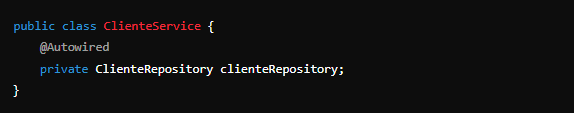 public class ClienteService {
    @Autowired
    private ClienteRepository clienteRepository;
}